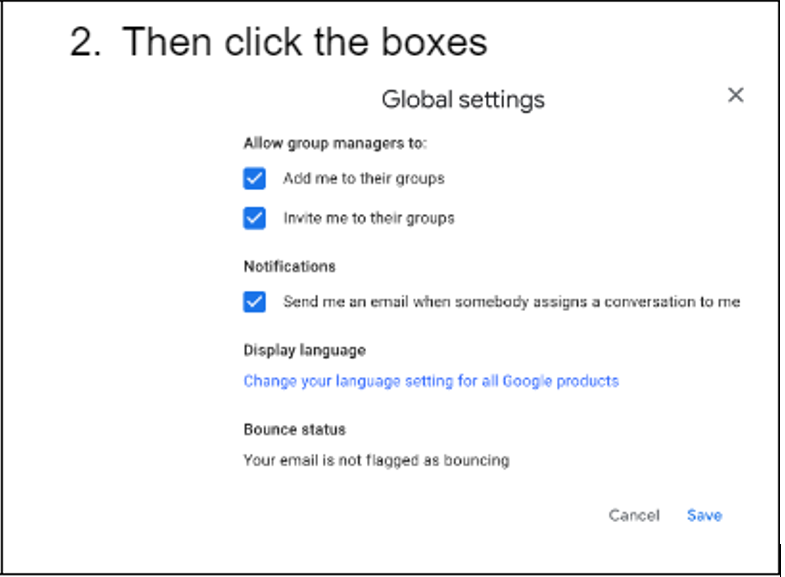 2. Then click the boxes
Global settings
Allow group managers to:
Add me to their groups
Invite me to their groups
Notifications
Send me an email when somebody assigns a conversation to me
Display language
Change your language setting for all Google products
Bounce status
Your email is not flagged as bouncing
Cancel Save